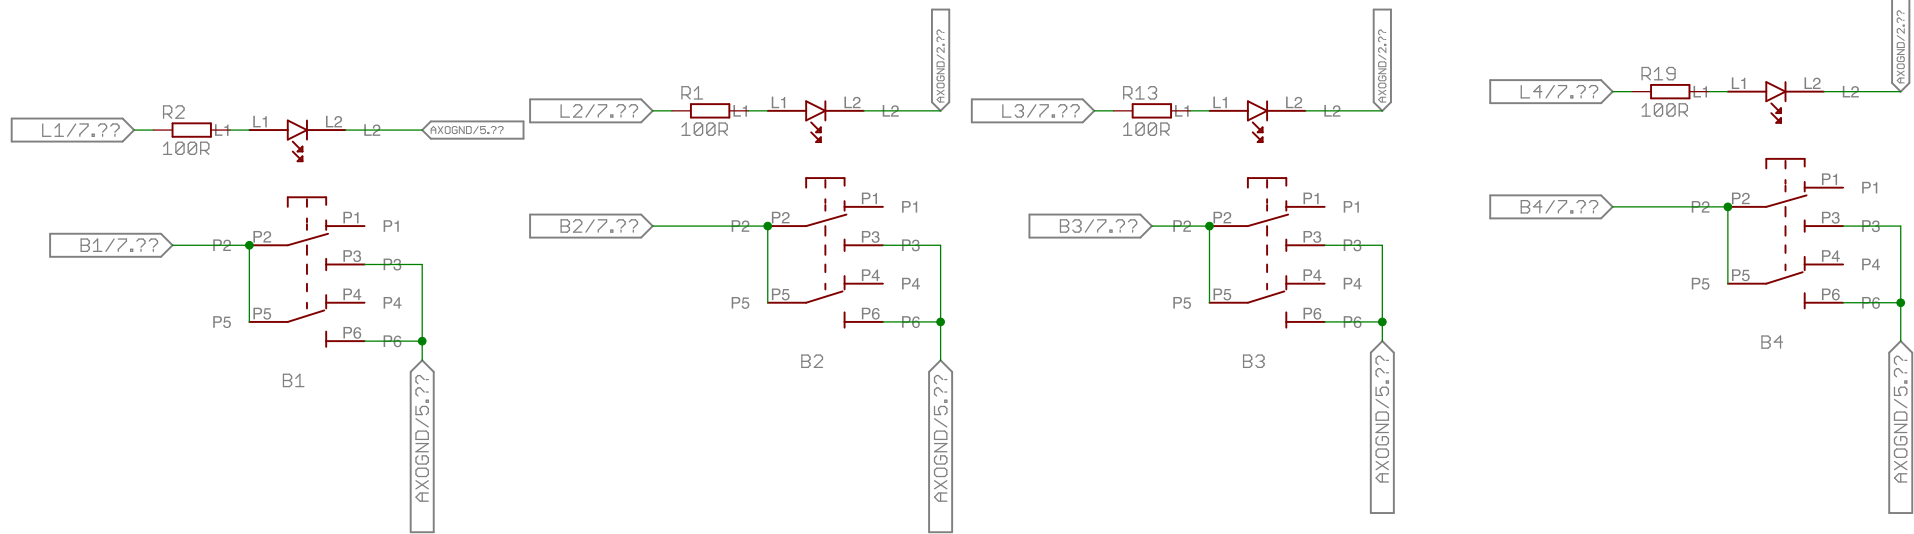 L1/7.??
R2
100R
L1
L1
L2
L2
AXOGND/5.??
B1/7.??
P2
P2
P1
P1
P3
P3
P4
P4
P5
P5
P6
P6
B1
AXOGND/5.??
L2/7.??
R1
100R
L1
L1
L2
L2
AXOGND/2.??
B2/7.??
P2
P2
P1
P1
P3
P3
P4
P4
P5
P5
P6
P6
B2
AXOGND/5.??
L3/7.??
R13
100R
L1
L1
L2
L2
AXOGND/2.??
B3/7.??
P2
P2
P1
P1
P3
P3
P4
P4
P5
P5
P6
P6
B3
AXOGND/5.??
L4/7.??
R19
100R
L1
L1
L2
L2
AXOGND/2.??
B4/7.??
P2
P2
P1
P1
P3
P3
P4
P4
P5
P5
P6
P6
B4
AXOGND/5.??